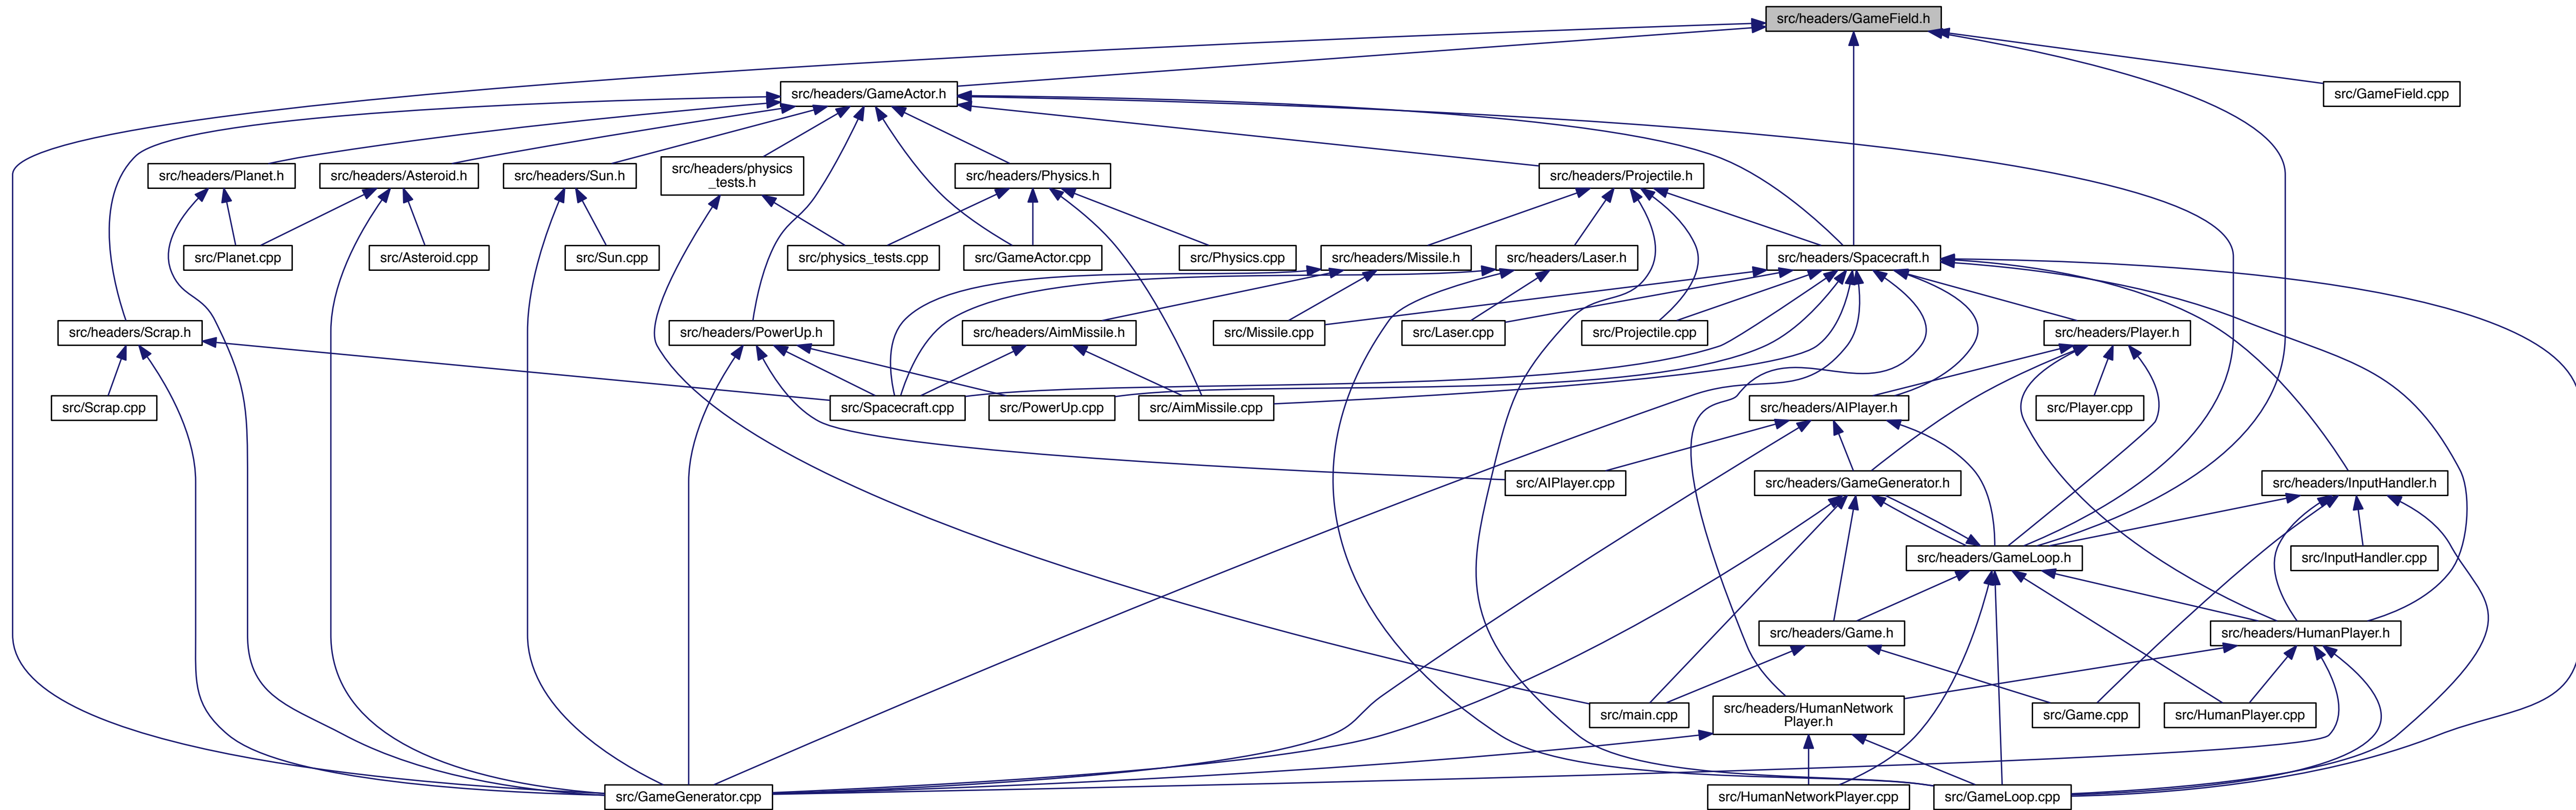 src/headers/GameField.h
src/headers/GameActor.h
src/GameField.cpp
src/headers/Planet.h
src/headers/Asteroid.h
src/headers/Sun.h
src/headers/physics
_tests.h
src/headers/Physics.h
src/headers/Projectile.h
src/Planet.cpp
src/Asteroid.cpp
src/Sun.cpp
src/physics_tests.cpp
src/GameActor.cpp
src/Physics.cpp
src/headers/Missile.h
src/headers/Laser.h
src/headers/Spacecraft.h
src/headers/Scrap.h
src/headers/PowerUp.h
src/headers/AimMissile.h
src/Missile.cpp
src/Laser.cpp
src/Projectile.cpp
src/headers/Player.h
src/Scrap.cpp
src/Spacecraft.cpp
src/PowerUp.cpp
src/AimMissile.cpp
src/headers/AIPlayer.h
src/Player.cpp
src/AIPlayer.cpp
src/headers/GameGenerator.h
src/headers/InputHandler.h
src/headers/GameLoop.h
src/InputHandler.cpp
src/headers/Game.h
src/headers/HumanPlayer.h
src/main.cpp
src/headers/HumanNetwork
Player.h
src/Game.cpp
src/HumanPlayer.cpp
src/GameGenerator.cpp
src/HumanNetworkPlayer.cpp
src/GameLoop.cpp